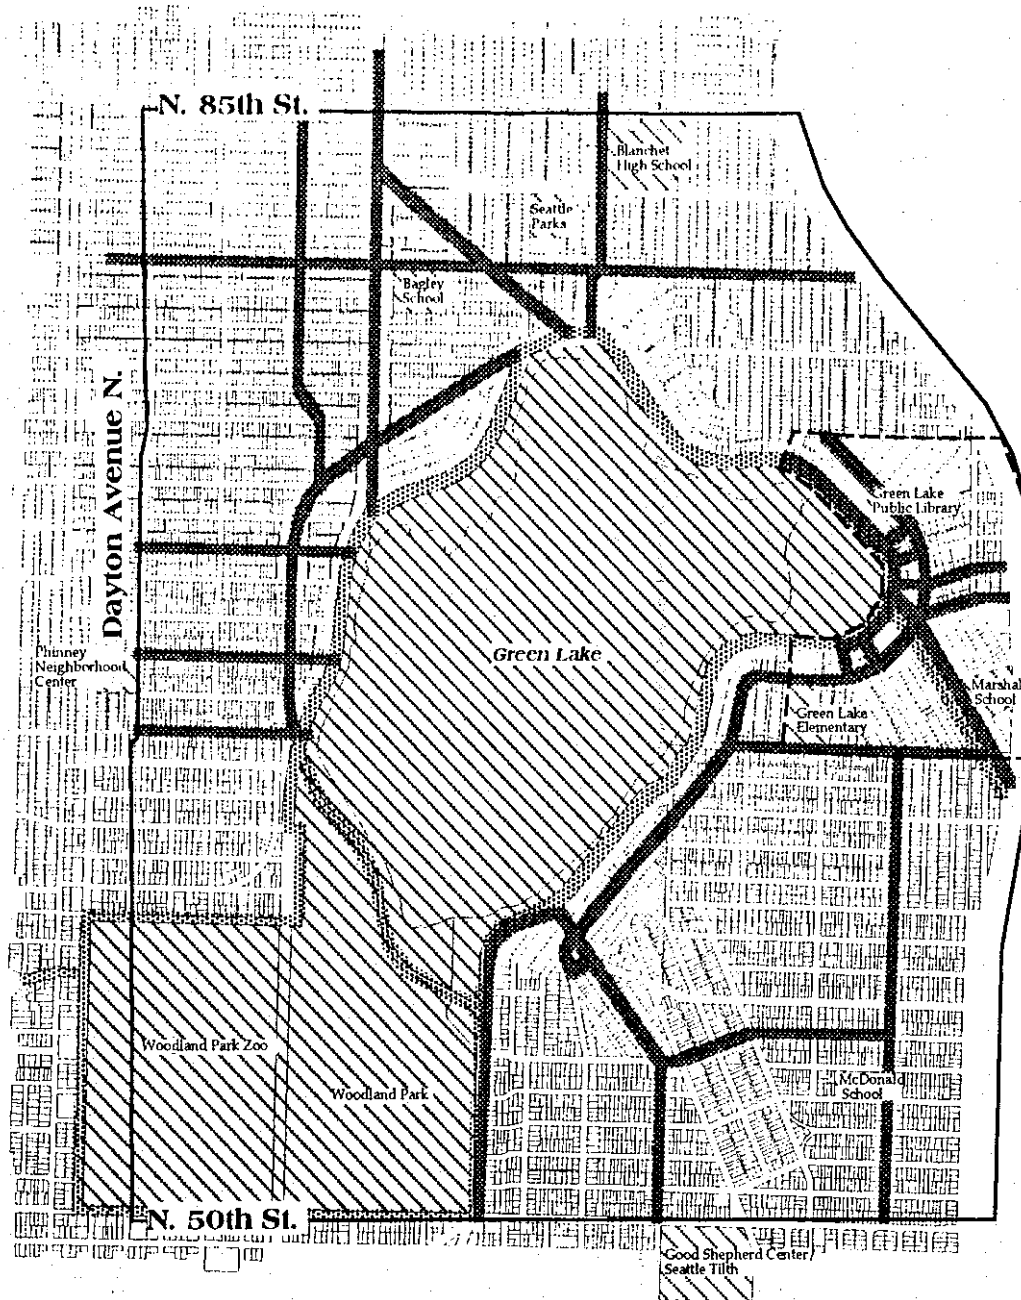 N. 85th St.
Blanchet
High School
Seattle
Parks
Bagley
School
Dayton Avenue N.
Green Lake
Public Library
Phinney
Neighborhood
Center
Green Lake
Marshal
School
Green Lake
Elementary
Woodland Park Zoo
Woodland Park
McDonald
School
N. 50th St.
Good Shepherd Center
Seattle Tilth